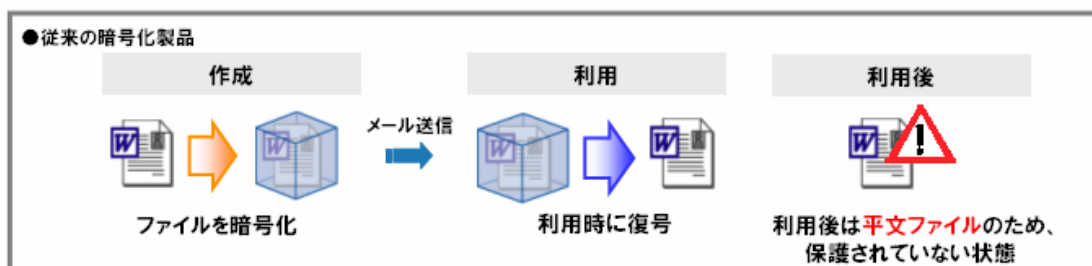 ●従来の暗号化製品
作成
利用
利用後
メール送信
W
W
W
W
W
!
ファイルを暗号化
利用時に復号
利用後は平文ファイルのため、
保護されていない状態